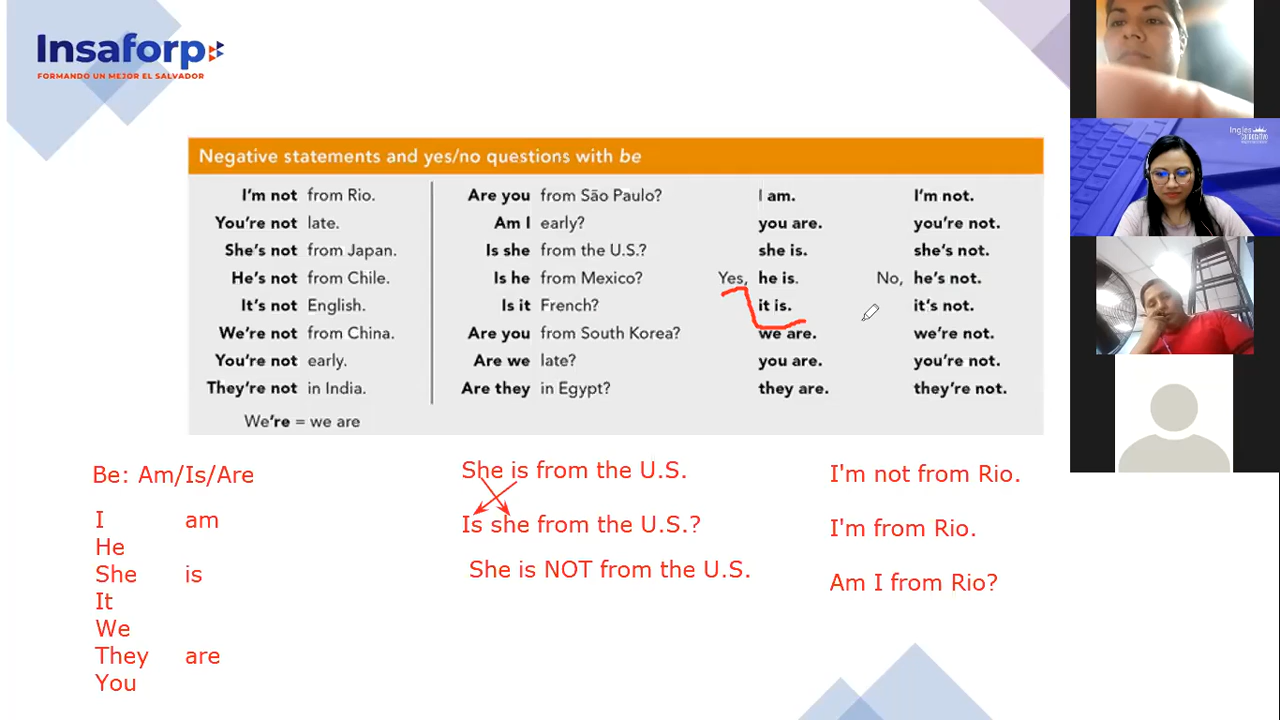 Insaforp
FORMANDO UN MEJOR EL SALVADOR
Negative statements and yes/no questions with be
I'm not from Rio. Are you from São Paulo? I am. I'm not.
You're not late. Am I early? you are. you're not.
She's not from Japan. Is she from the U.S.? she is. she's not.
He's not from Chile. Is he from Mexico? Yes, he is. No, he's not.
It's not English. Is it French? it is. it's not.
We're not from China. Are you from South Korea? we are. we're not.
You're not early. Are we late? you are. you're not.
They're not in India. Are they in Egypt? they are. they're not.
We're = we are
Be: Am/Is/Are
I am
He
She is
It
We
They are
You
She is from the U.S.
Is she from the U.S.?
She is NOT from the U.S.
I'm not from Rio.
I'm from Rio.
Am I from Rio?
Ingles